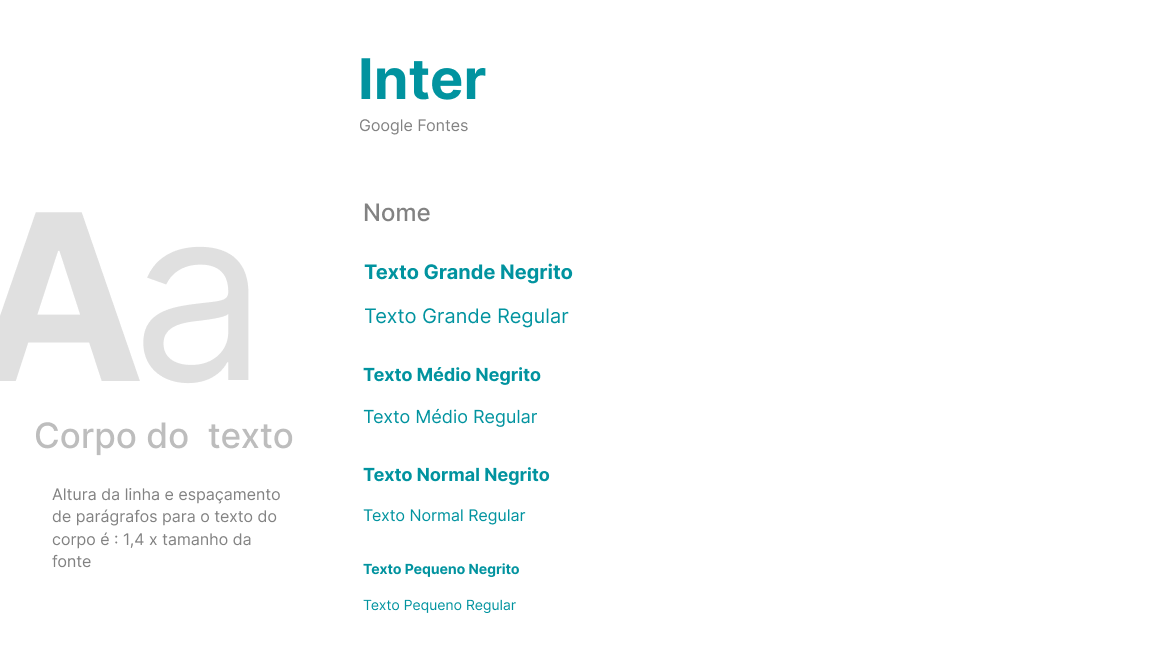 Inter
Google Fontes
Aa
Corpo do  texto
Altura da linha e espaçamento
de parágrafos para o texto do
corpo é : 1,4 x tamanho da
fonte
Nome
Texto Grande Negrito
Texto Grande Regular
Texto Médio Negrito
Texto Médio Regular
Texto Normal Negrito
Texto Normal Regular
Texto Pequeno Negrito
Texto Pequeno Regular